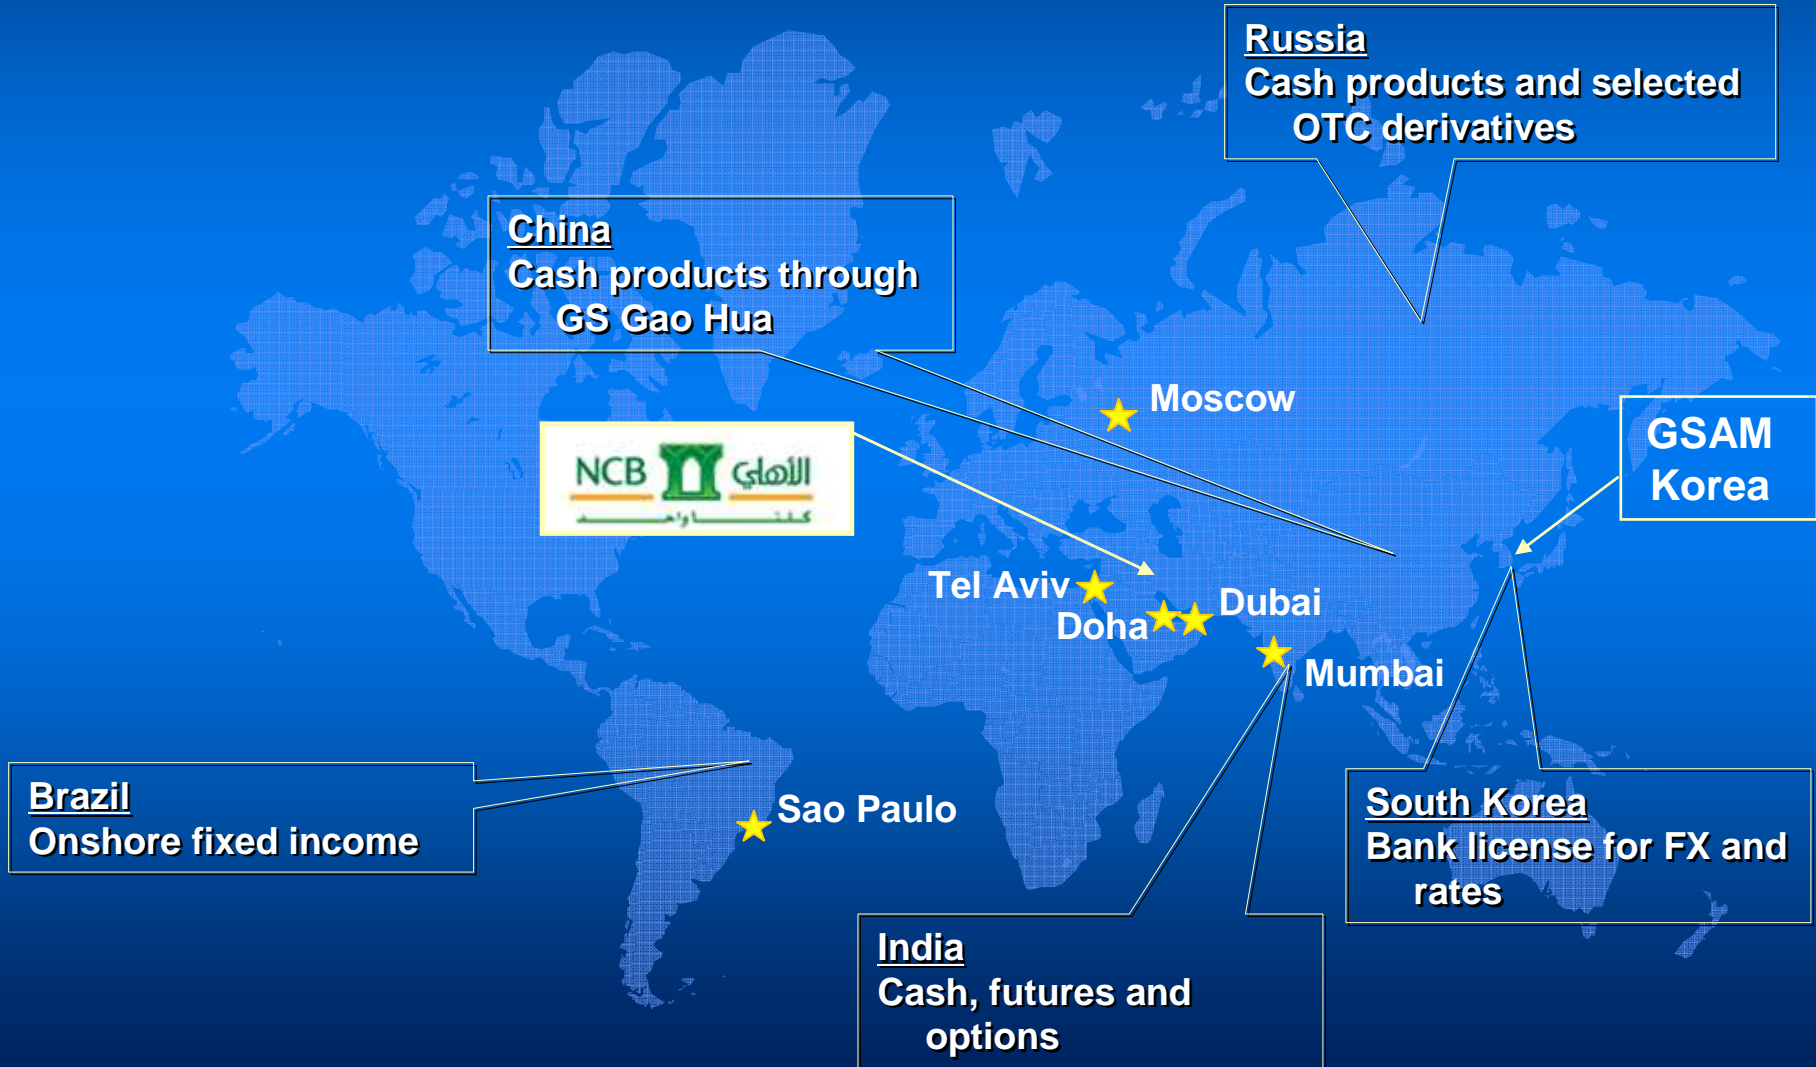 Russia
Cash products and selected
OTC derivatives
China
Cash products through
GS Gao Hua
Moscow
GSAM
Korea
NCB الأهلي
كلنا واحد
Tel Aviv
Doha
Dubai
Mumbai
Brazil
Onshore fixed income
Sao Paulo
South Korea
Bank license for FX and
rates
India
Cash, futures and
options